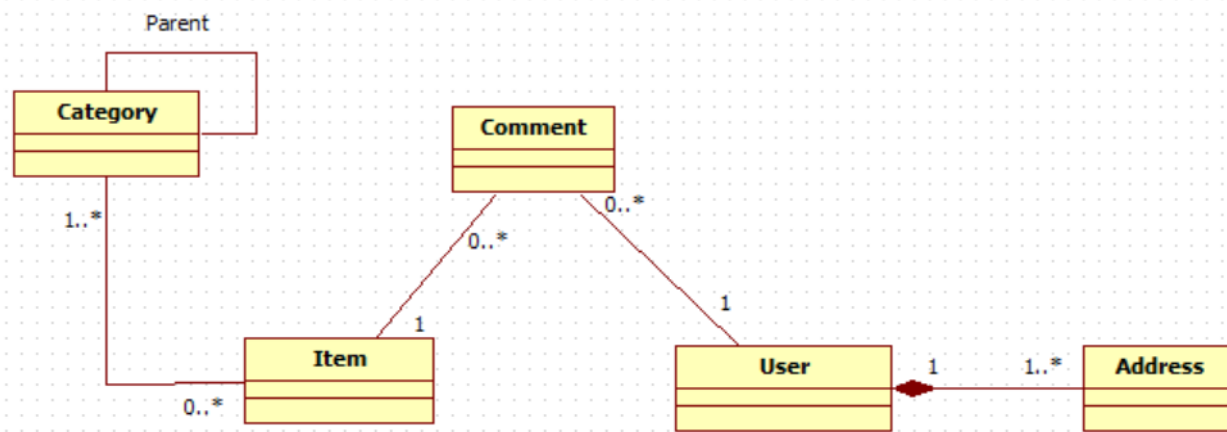 Parent
Category
Comment
1..*
0..*
0..*
1
1
Item
User
1
1..*
Address
0..*